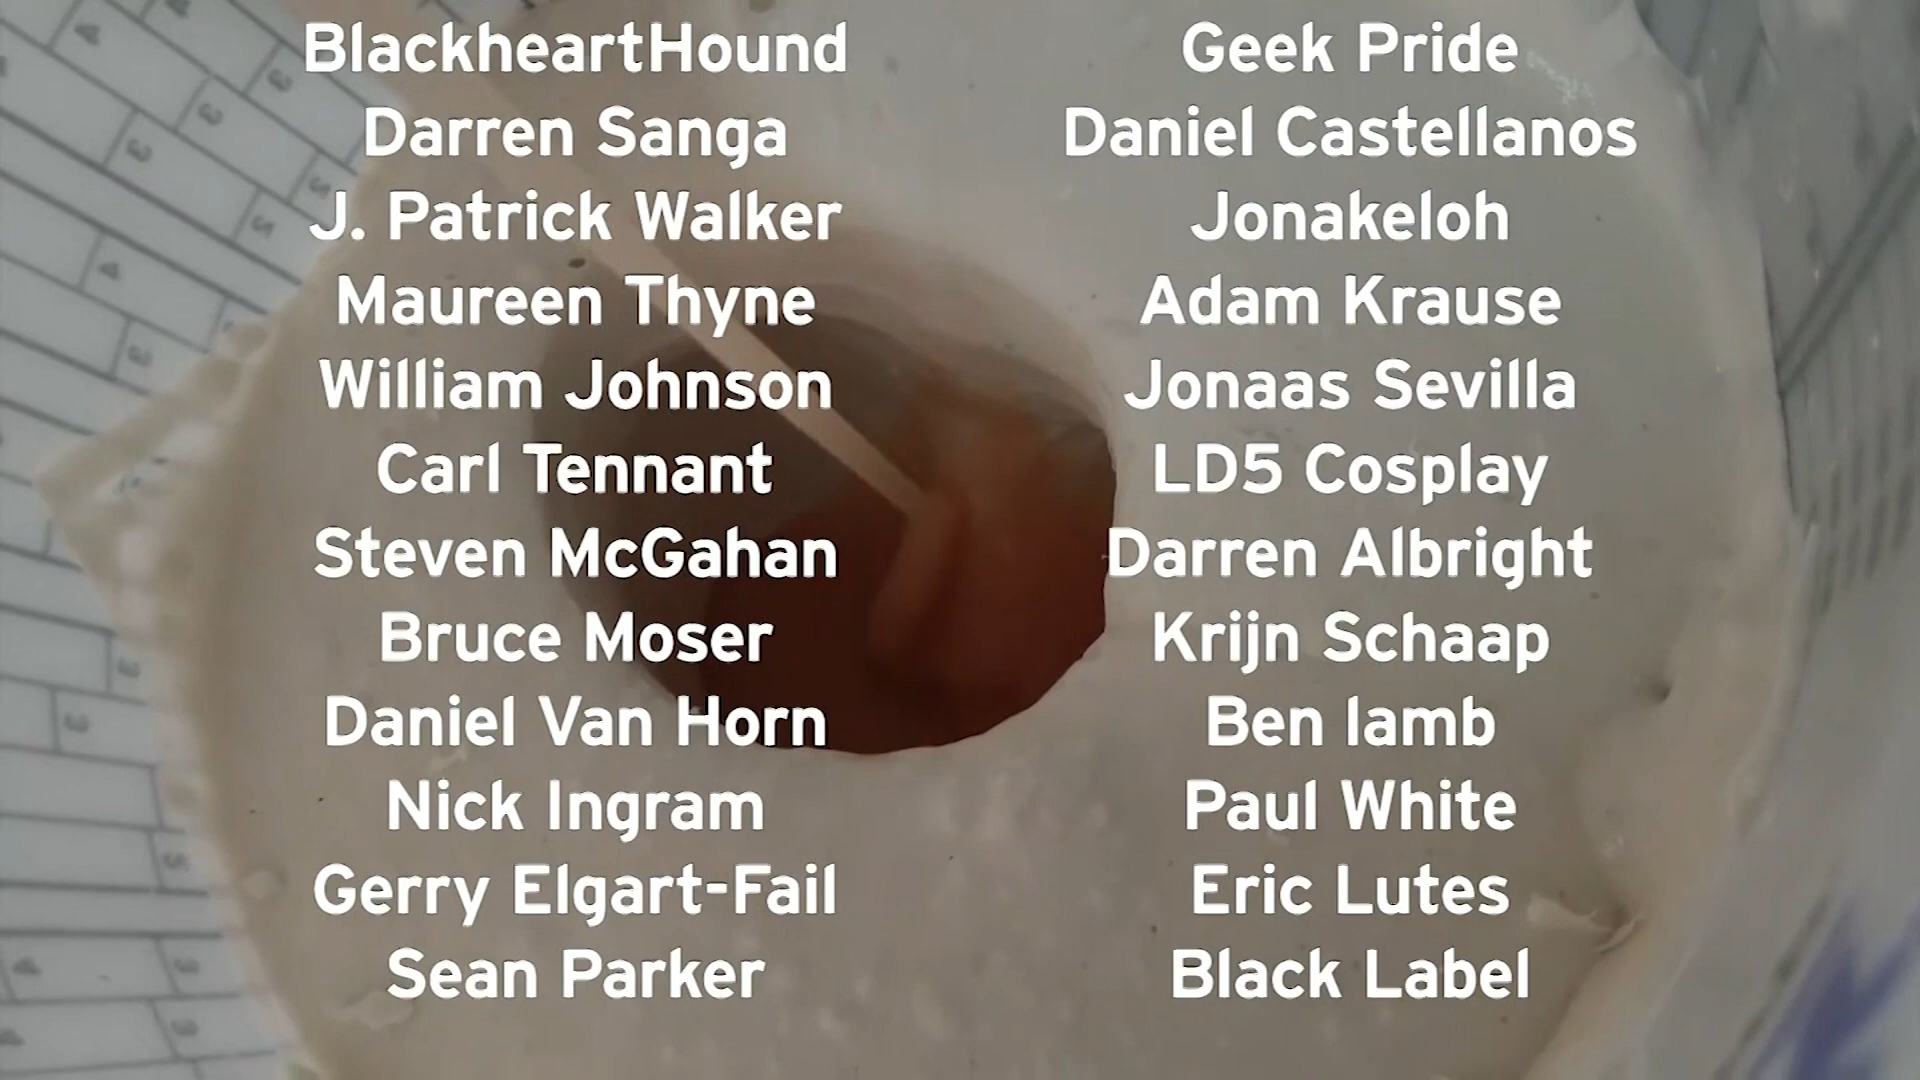 BlackheartHound
Darren Sanga
J. Patrick Walker
Maureen Thyne
William Johnson
Carl Tennant
Steven McGahan
Bruce Moser
Daniel Van Horn
Nick Ingram
Gerry Elgart-Fail
Sean Parker
Geek Pride
Daniel Castellanos
Jonakeloh
Adam Krause
Jonaas Sevilla
LD5 Cosplay
Darren Albright
Krijn Schaap
Ben lamb
Paul White
Eric Lutes
Black Label